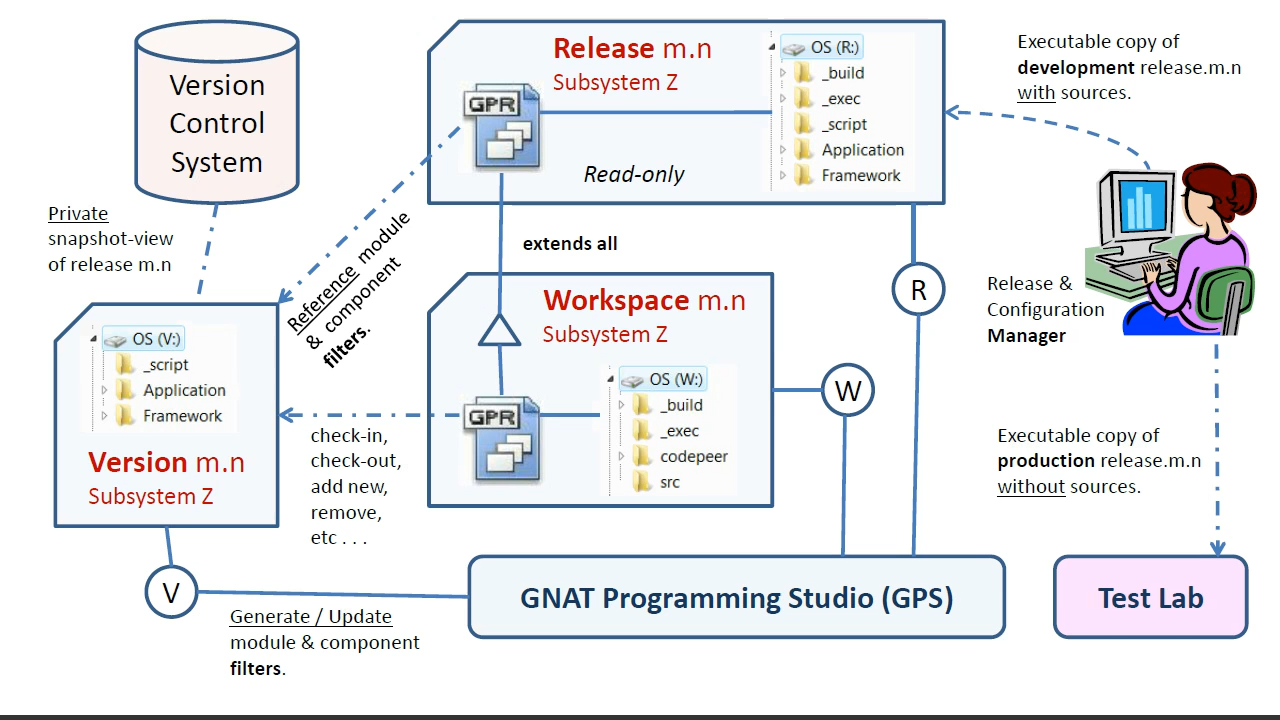 Version
Control
System
Private
snapshot-view
of release m.n
Release m.n
Subsystem Z
GPR
Read-only
OS (R:)
_build
_exec
_script
Application
Framework
Executable copy of
development release.m.n
with sources.
Release &
Configuration
Manager
Reference module
& component
filters.
extends all
R
Workspace m.n
Subsystem Z
GPR
OS (W:)
_build
_exec
codepeer
src
W
OS (V:)
_script
Application
Framework
Version m.n
Subsystem Z
check-in,
check-out,
add new,
remove,
etc . . .
Executable copy of
production release.m.n
without sources.
V
Generate / Update
module & component
filters.
GNAT Programming Studio (GPS)
Test Lab